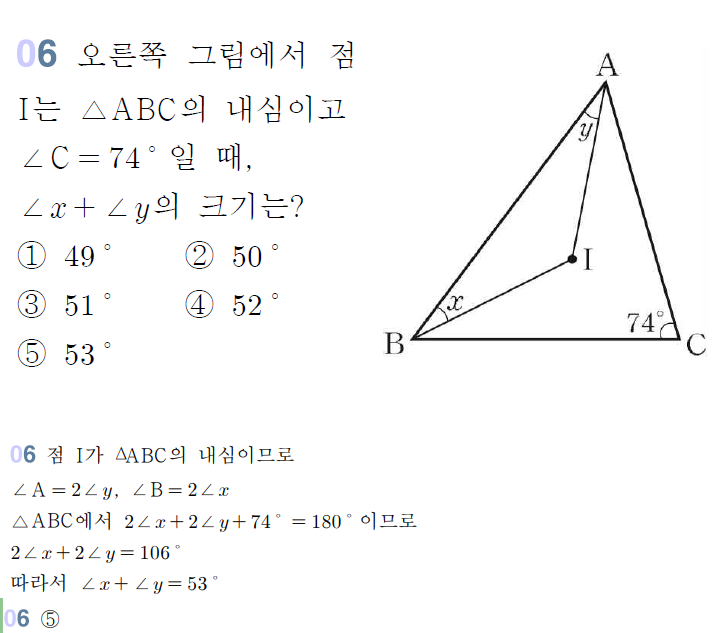 06 오른쪽 그림에서 점
I는 △ABC의 내심이고
∠C=74°일 때,
∠x+∠y의 크기는?
① 49° ② 50°
③ 51° ④ 52°
⑤ 53°
A
y
I
x
74°
B
C
06 점 I가 △ABC의 내심이므로
∠A=2∠y, ∠B=2∠x
△ABC에서 2∠x+2∠y+74°=180°이므로
2∠x+2∠y=106°
따라서 ∠x+∠y=53°
06 ⑤